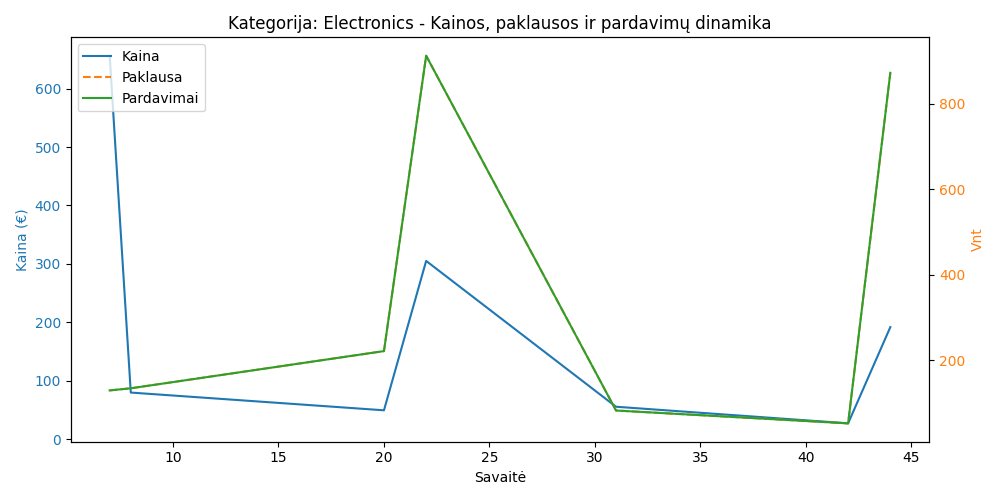 Kategorija: Electronics - Kainos, paklausos ir pardavimų dinamika
Kaina
Paklausa
Pardavimai
Kaina (€)
600
500
400
300
200
100
0
800
600
400
200
Vnt
10
15
20
25
30
35
40
45
Savaitė